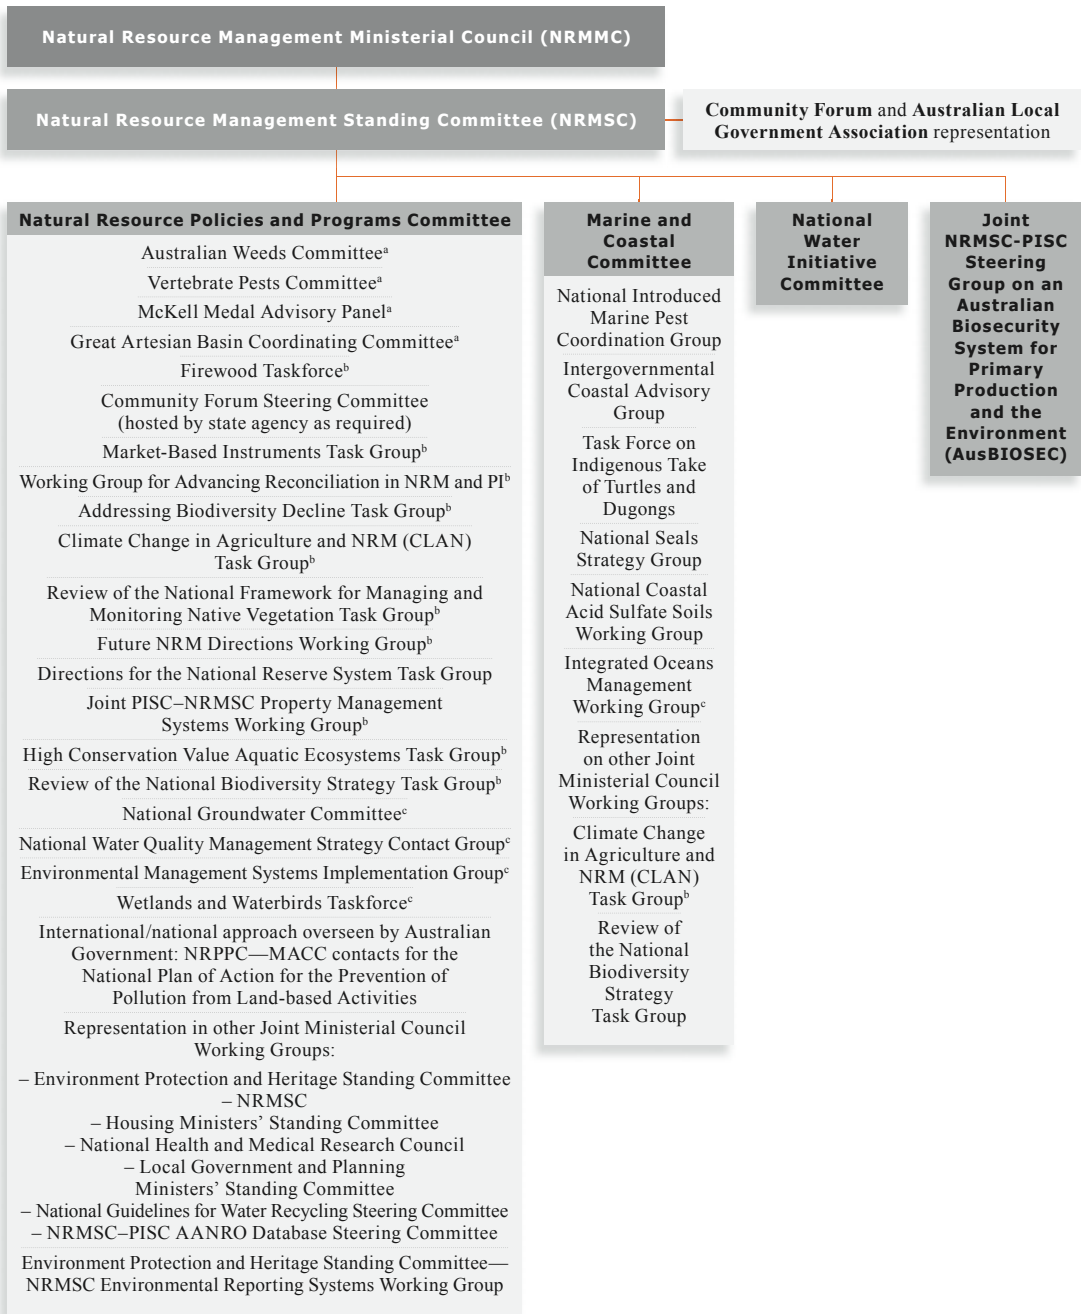 Natural Resource Management Ministerial Council (NRMMC)
Natural Resource Management Standing Committee (NRMSC)
Community Forum and Australian Local
Government Association representation
Natural Resource Policies and Programs Committee
Australian Weeds Committeeᵃ
Vertebrate Pests Committeeᵃ
McKell Medal Advisory Panelᵃ
Great Artesian Basin Coordinating Committeeᵃ
Firewood Taskforceᵇ
Community Forum Steering Committee
(hosted by state agency as required)
Market-Based Instruments Task Groupᵇ
Working Group for Advancing Reconciliation in NRM and PIᵇ
Addressing Biodiversity Decline Task Groupᵇ
Climate Change in Agriculture and NRM (CLAN)
Task Groupᵇ
Review of the National Framework for Managing and
Monitoring Native Vegetation Task Groupᵇ
Future NRM Directions Working Groupᵇ
Directions for the National Reserve System Task Group
Joint PISC–NRMSC Property Management
Systems Working Groupᵇ
High Conservation Value Aquatic Ecosystems Task Groupᵇ
Review of the National Biodiversity Strategy Task Groupᵇ
National Groundwater Committeeᶜ
National Water Quality Management Strategy Contact Groupᶜ
Environmental Management Systems Implementation Groupᶜ
Wetlands and Waterbirds Taskforceᶜ
International/national approach overseen by Australian
Government: NRPPC—MACC contacts for the
National Plan of Action for the Prevention of
Pollution from Land-based Activities
Representation in other Joint Ministerial Council
Working Groups:
– Environment Protection and Heritage Standing Committee
– NRMSC
– Housing Ministers’ Standing Committee
– National Health and Medical Research Council
– Local Government and Planning
Ministers’ Standing Committee
– National Guidelines for Water Recycling Steering Committee
– NRMSC–PISC AANRO Database Steering Committee
Environment Protection and Heritage Standing Committee—
NRMSC Environmental Reporting Systems Working Group
Marine and
Coastal
Committee
National Introduced
Marine Pest
Coordination Group
Intergovernmental
Coastal Advisory
Group
Task Force on
Indigenous Take
of Turtles and
Dugongs
National Seals
Strategy Group
National Coastal
Acid Sulfate Soils
Working Group
Integrated Oceans
Management
Working Groupᶜ
Representation
on other Joint
Ministerial Council
Working Groups:
Climate Change
in Agriculture and
NRM (CLAN)
Task Groupᵇ
Review of
the National
Biodiversity
Strategy
Task Group
National
Water
Initiative
Committee
Joint
NRMSC-PISC
Steering
Group on an
Australian
Biosecurity
System for
Primary
Production
and the
Environment
(AusBIOSEC)